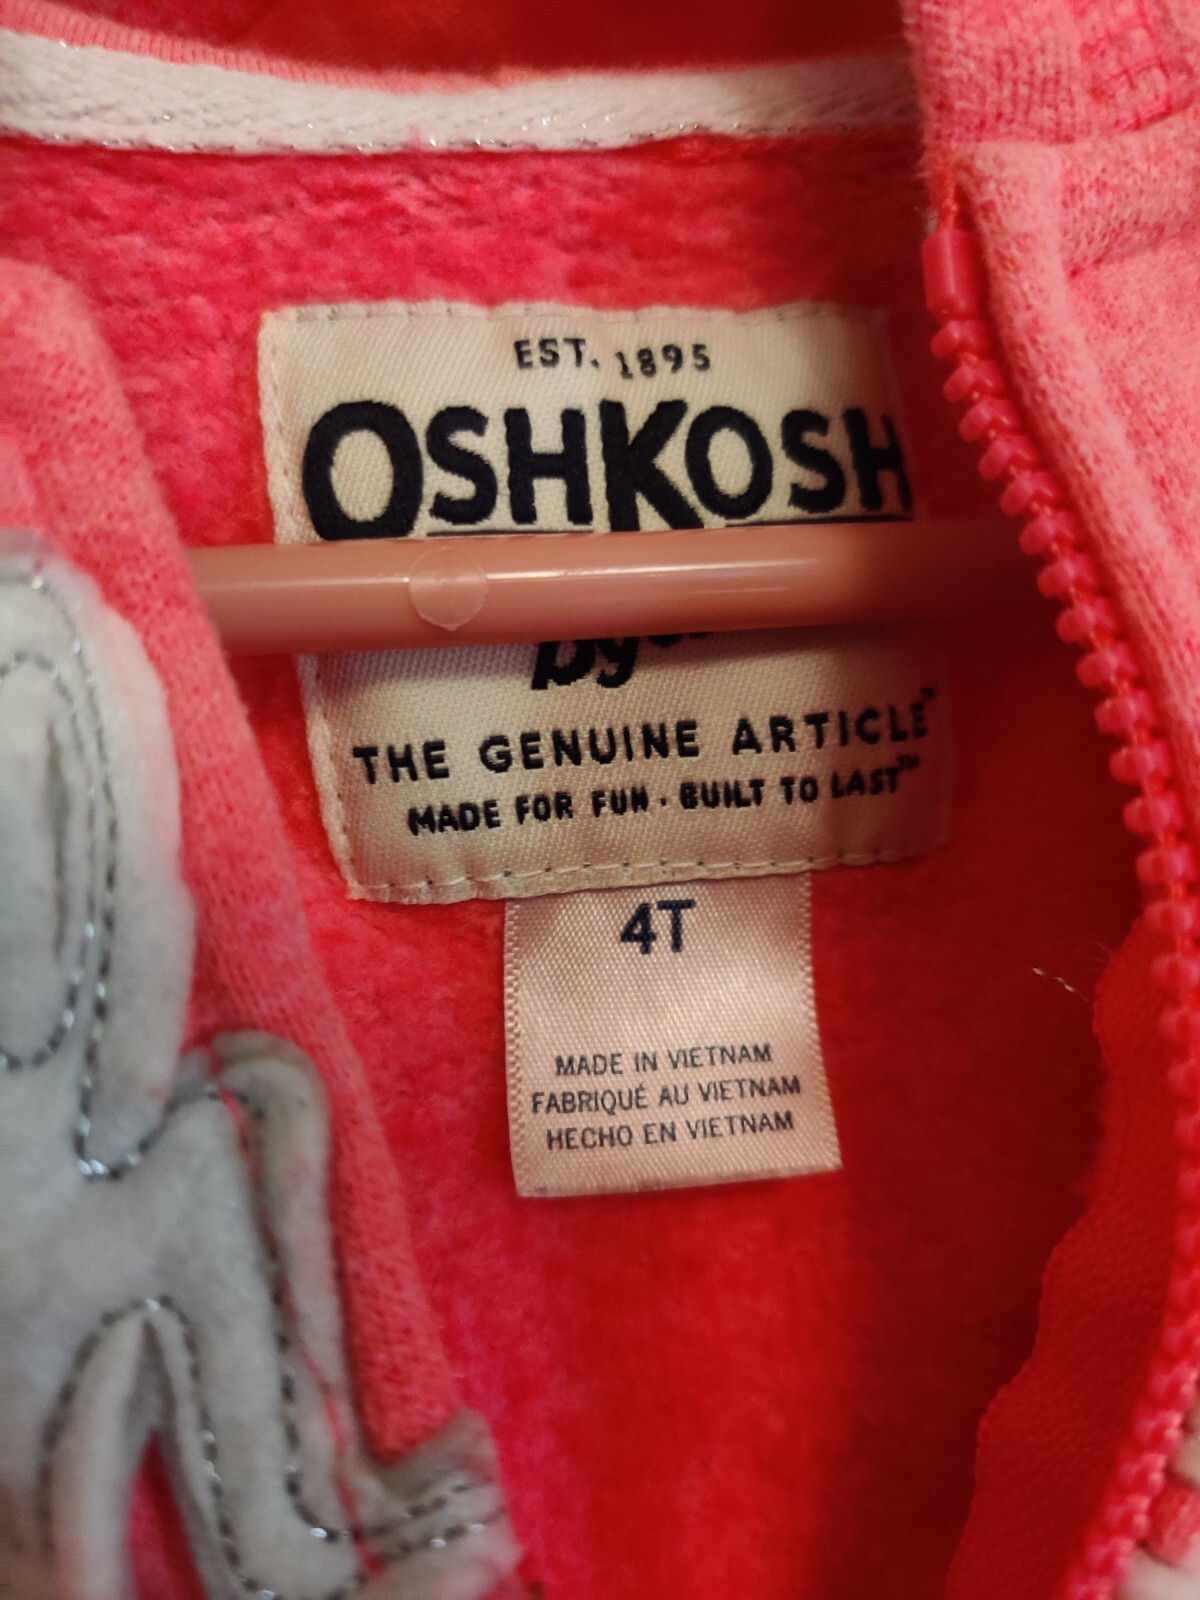 EST. 1895
OSHKOSH
THE GENUINE ARTICLE™
MADE FOR FUN · BUILT TO LAST™
4T
MADE IN VIETNAM
FABRIQUÉ AU VIETNAM
HECHO EN VIETNAM